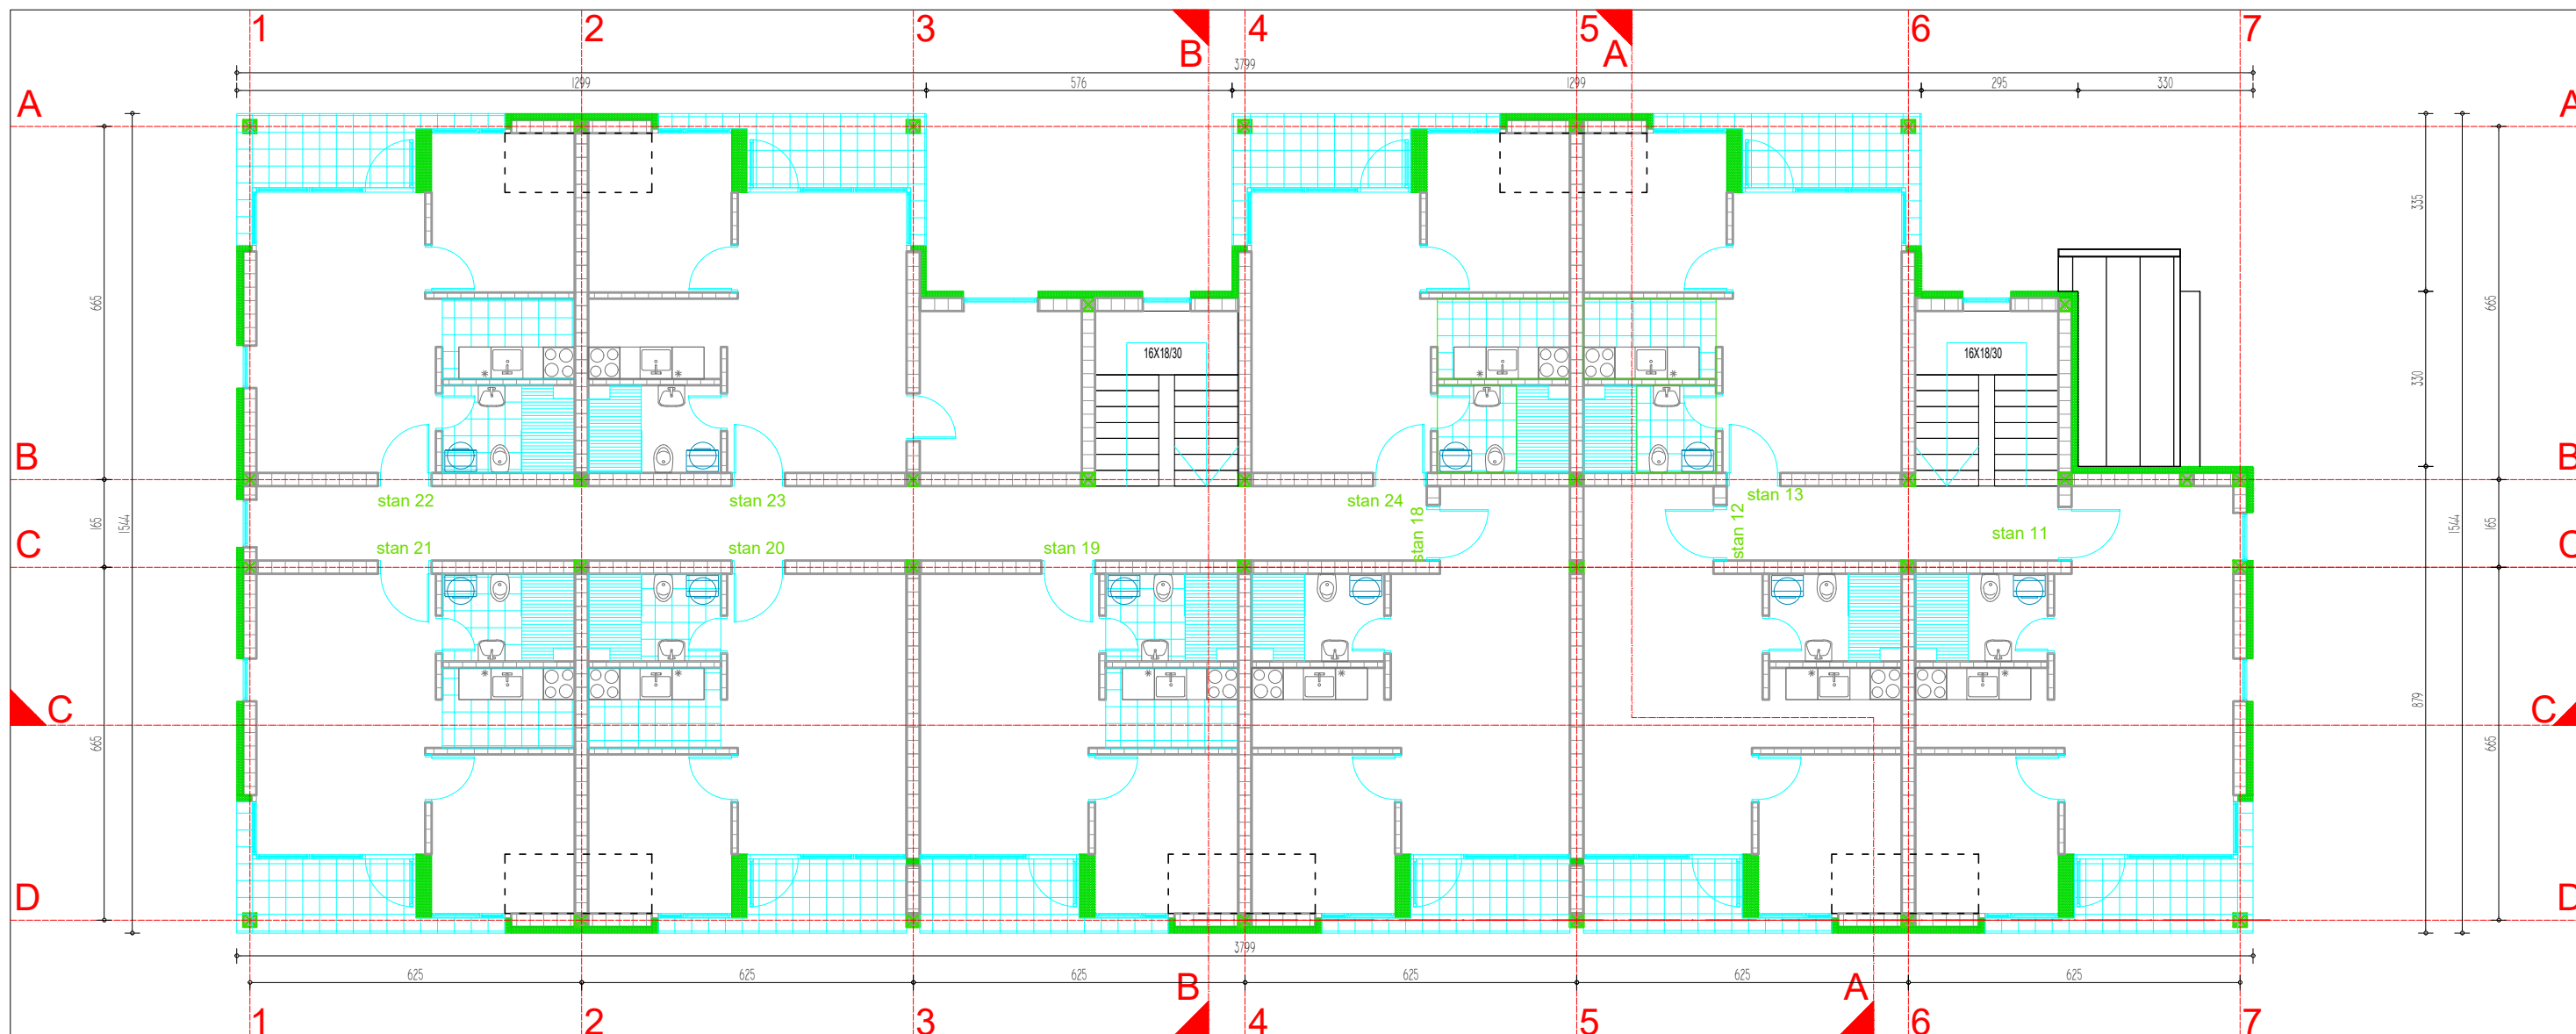 1 2 3 4 5 6 7
B A
3799
1299 576 1299 295 330
A A
335
665 665
16X18/30 16X18/30
330
B B
stan 22 stan 23 stan 24 stan 13
stan 18 stan 12
165 1544 1544 165
stan 11
C C
stan 21 stan 20 stan 19
C C
879
665 665
D D
3799
625 625 625 625 625 625
B A
1 2 3 4 5 6 7